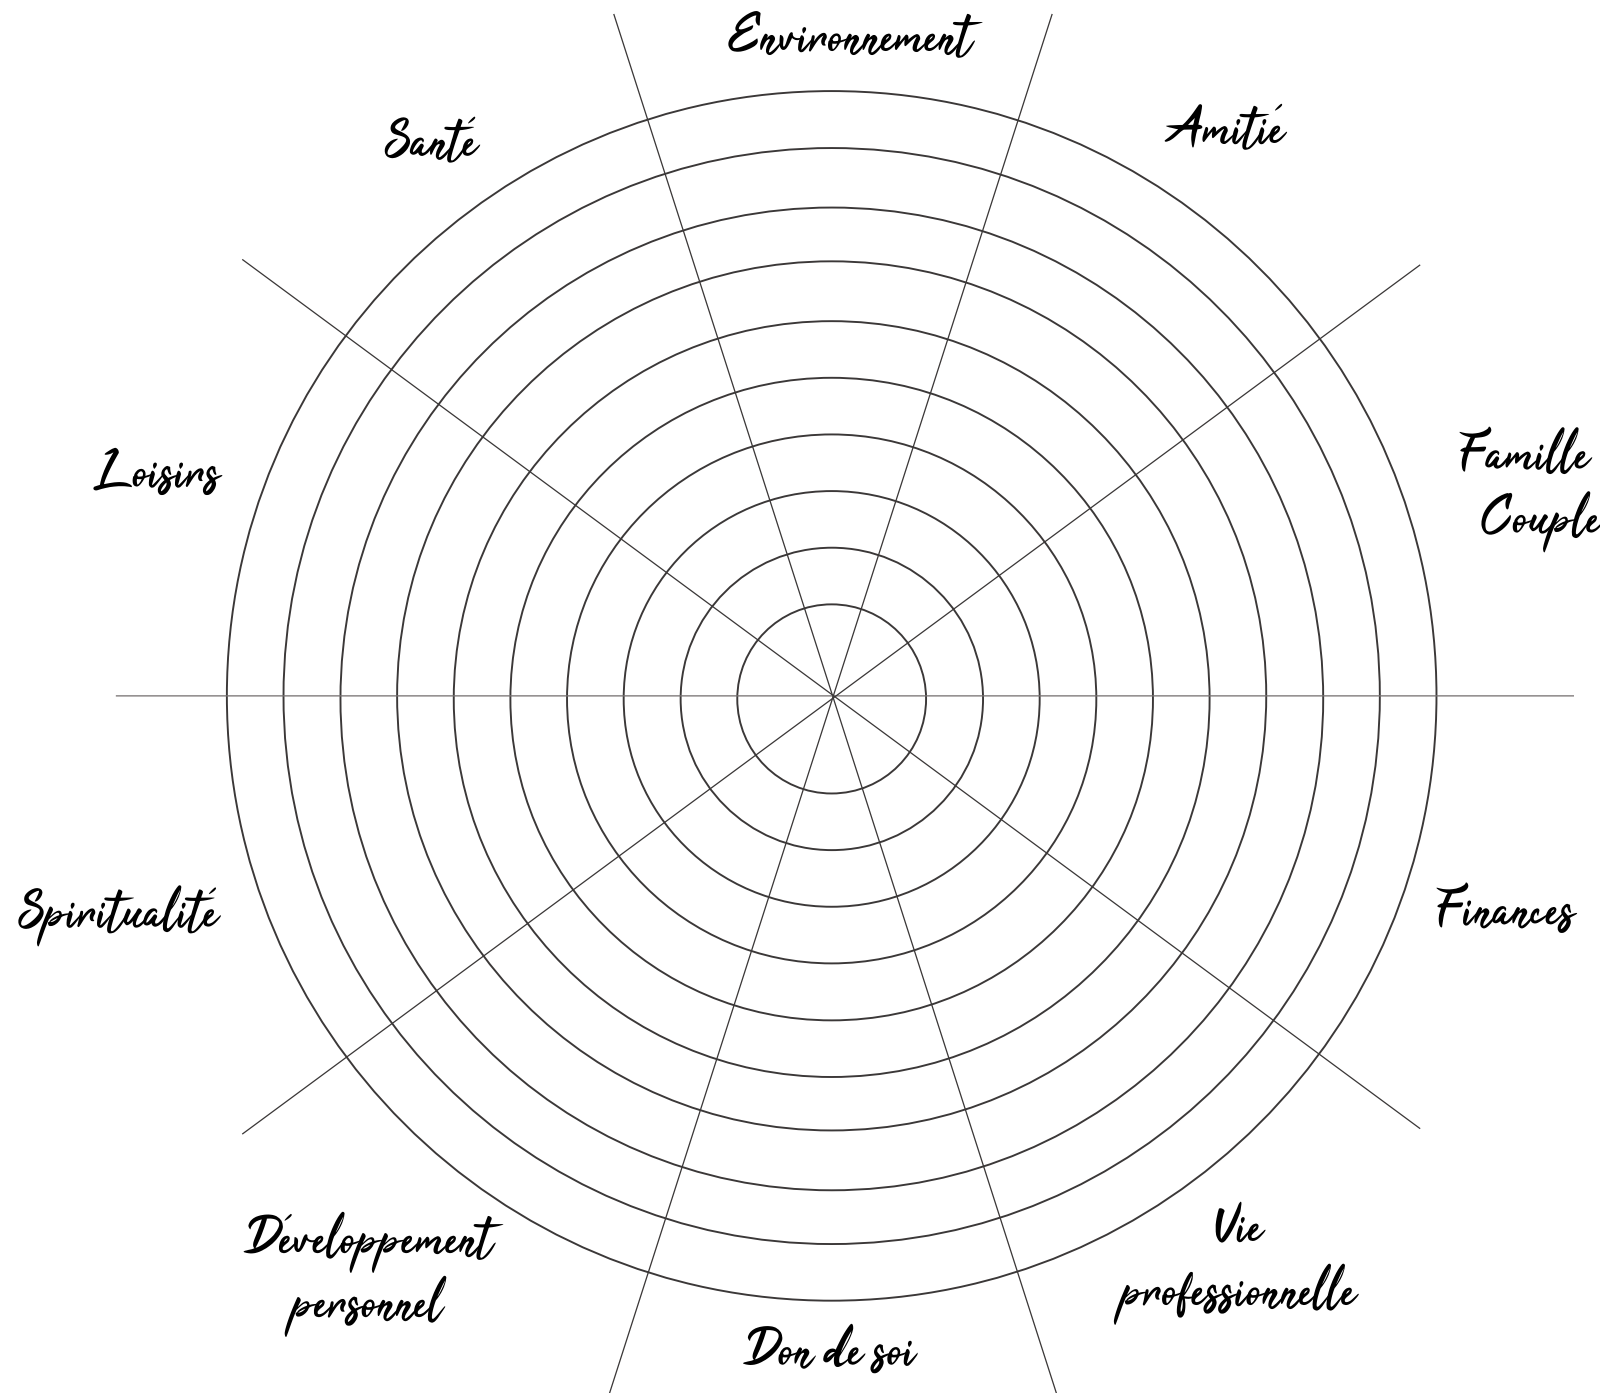 Environnement
Santé
Amitié
Loisirs
Famille
Couple
Spiritualité
Finances
Développement
personnel
Vie
professionnelle
Don de soi